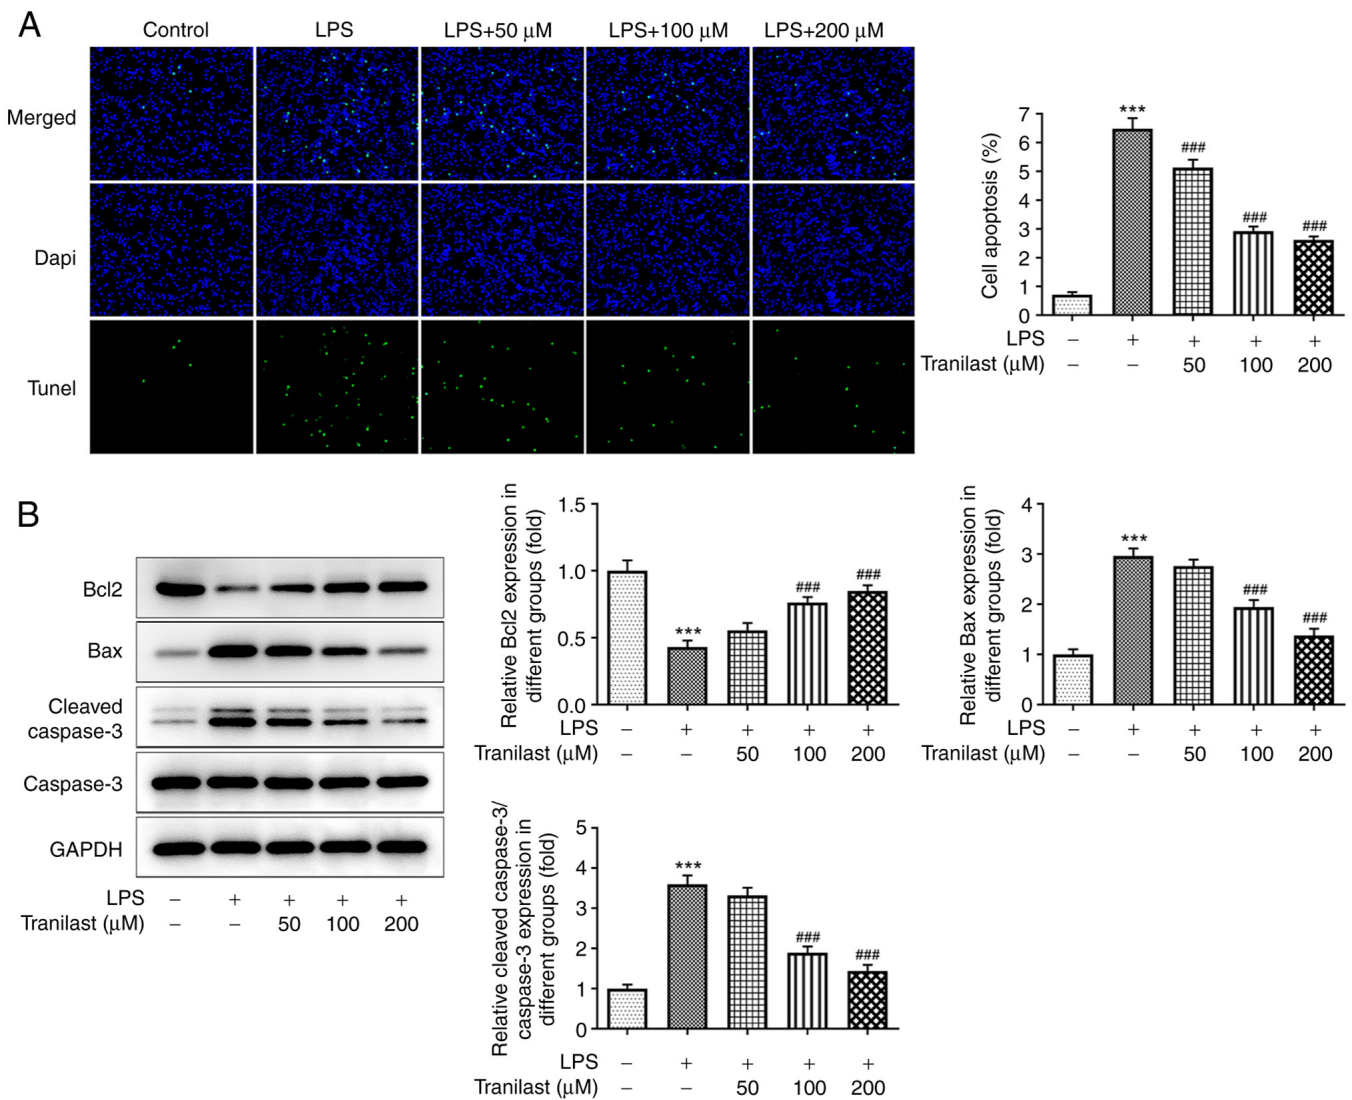 A
Control LPS LPS+50 µM LPS+100 µM LPS+200 µM
Merged
Dapi
Tunel
Cell apoptosis (%)
7
6
5
4
3
2
1
0
***
###
###
###
LPS − + + + +
Tranilast (µM) − − 50 100 200
B
Bcl2
Bax
Cleaved
caspase-3
Caspase-3
GAPDH
LPS − + + + +
Tranilast (µM) − − 50 100 200
Relative Bcl2 expression in
different groups (fold)
1.5
1.0
0.5
0.0
***
###
###
LPS − + + + +
Tranilast (µM) − − 50 100 200
Relative Bax expression in
different groups (fold)
4
3
2
1
0
***
###
###
LPS − + + + +
Tranilast (µM) − − 50 100 200
Relative cleaved caspase-3/
caspase-3 expression in
different groups (fold)
5
4
3
2
1
0
***
###
###
LPS − + + + +
Tranilast (µM) − − 50 100 200